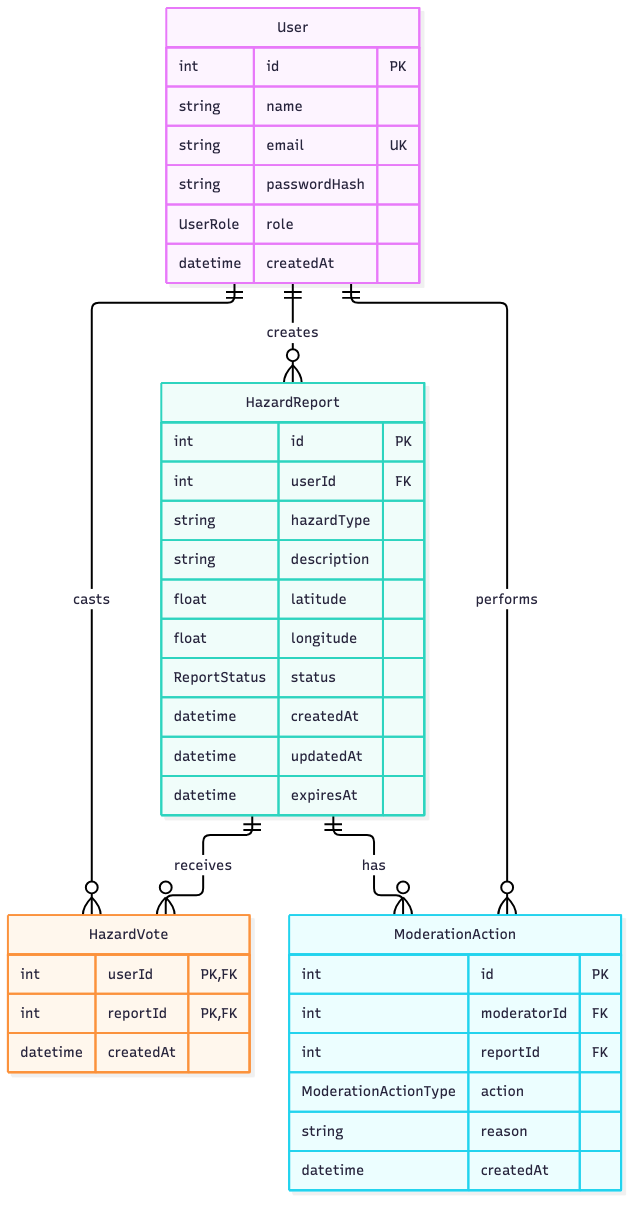 User
int id PK
string name
string email UK
string passwordHash
UserRole role
datetime createdAt
creates
HazardReport
int id PK
int userId FK
string hazardType
string description
float latitude
float longitude
ReportStatus status
datetime createdAt
datetime updatedAt
datetime expiresAt
casts
performs
receives
has
HazardVote
int userId PK,FK
int reportId PK,FK
datetime createdAt
ModerationAction
int id PK
int moderatorId FK
int reportId FK
ModerationActionType action
string reason
datetime createdAt